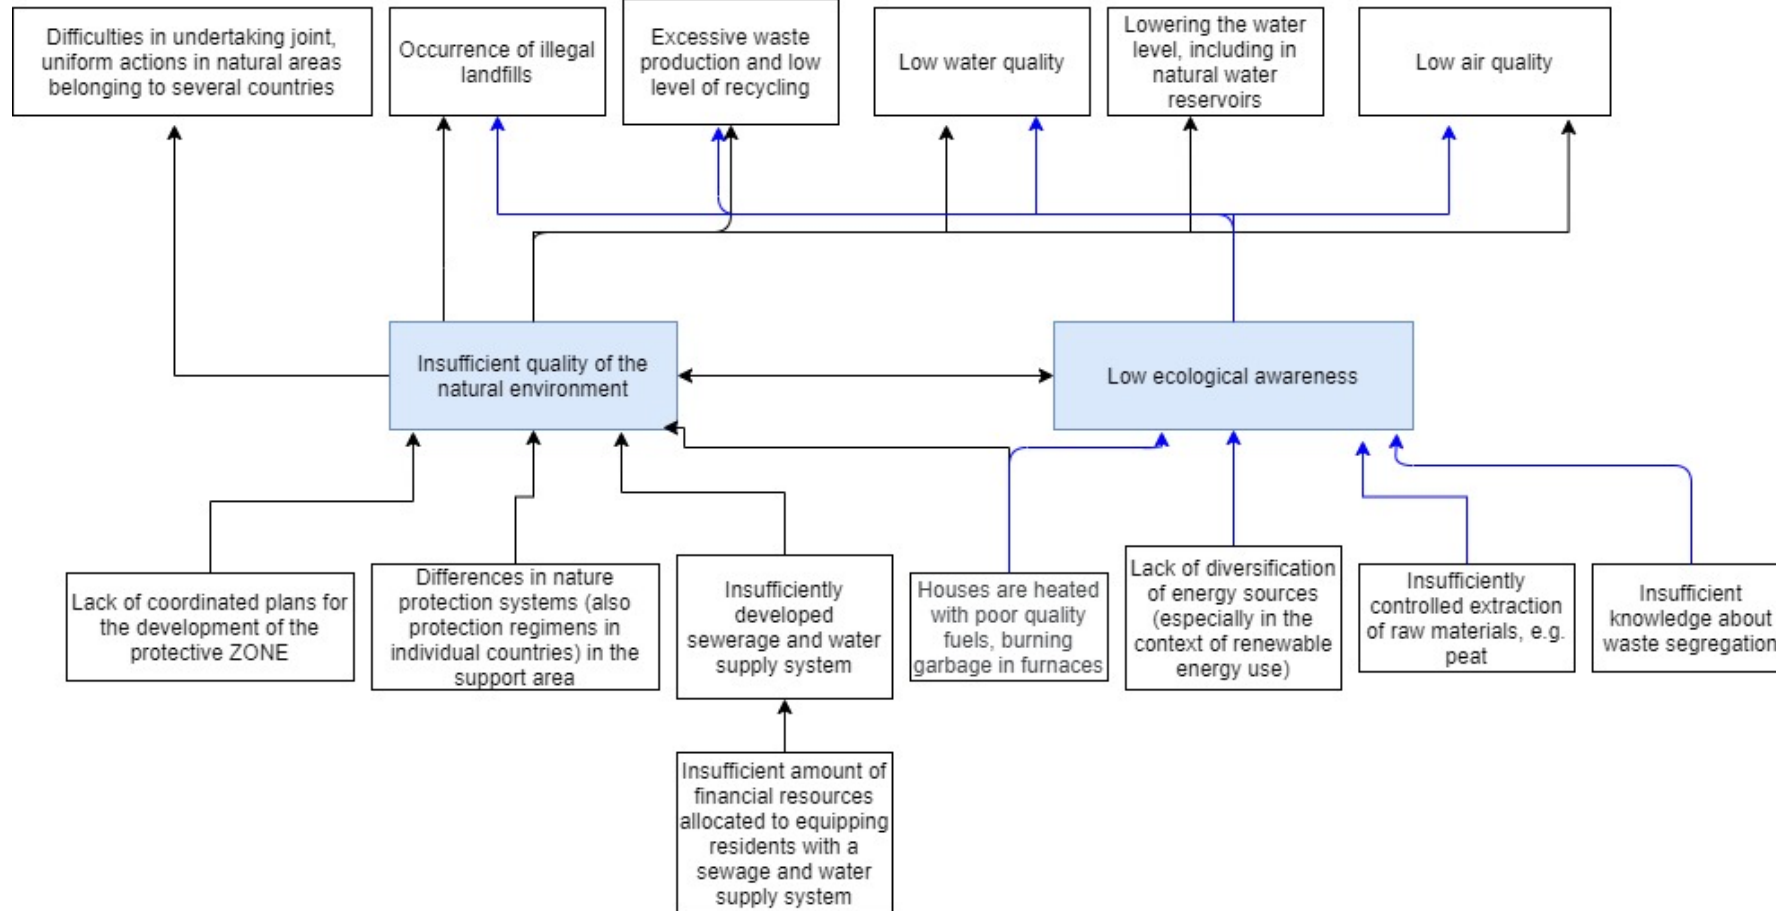 Difficulties in undertaking joint,
uniform actions in natural areas
belonging to several countries
Occurrence of illegal
landfills
Excessive waste
production and low
level of recycling
Low water quality
Lowering the water
level, including in
natural water
reservoirs
Low air quality
Insufficient quality of the
natural environment
Low ecological awareness
Lack of coordinated plans for
the development of the
protective ZONE
Differences in nature
protection systems (also
protection regimens in
individual countries) in the
support area
Insufficiently
developed
sewerage and water
supply system
Houses are heated
with poor quality
fuels, burning
garbage in furnaces
Lack of diversification
of energy sources
(especially in the
context of renewable
energy use)
Insufficiently
controlled extraction
of raw materials, e.g.
peat
Insufficient
knowledge about
waste segregation
Insufficient amount of
financial resources
allocated to equipping
residents with a
sewage and water
supply system